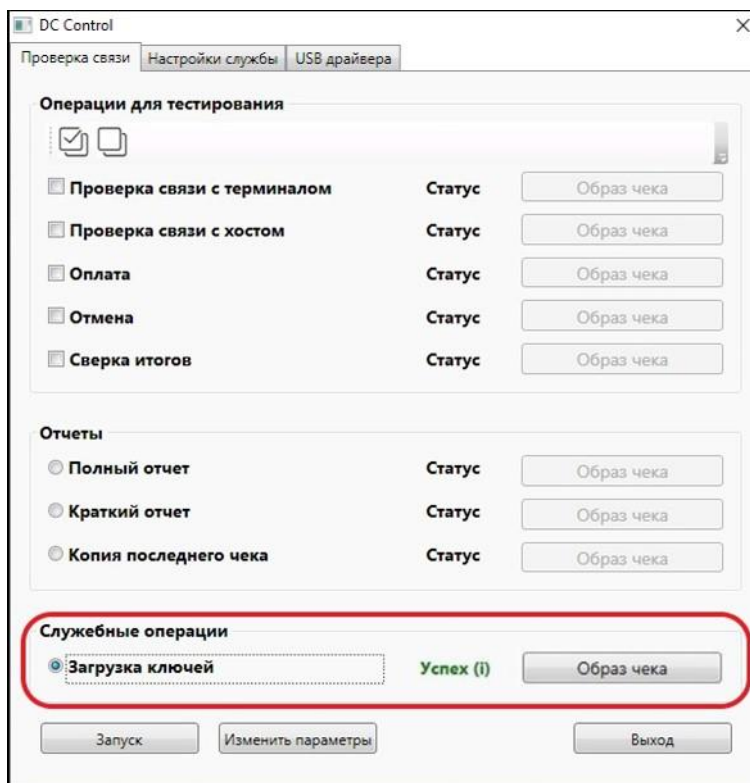 DC Control
Проверка связи Настройки службы USB драйвера
Операции для тестирования
Проверка связи с терминалом Статус Образ чека
Проверка связи с хостом Статус Образ чека
Оплата Статус Образ чека
Отмена Статус Образ чека
Сверка итогов Статус Образ чека
Отчеты
Полный отчет Статус Образ чека
Краткий отчет Статус Образ чека
Копия последнего чека Статус Образ чека
Служебные операции
Загрузка ключей Успех (i) Образ чека
Запуск Изменить параметры Выход